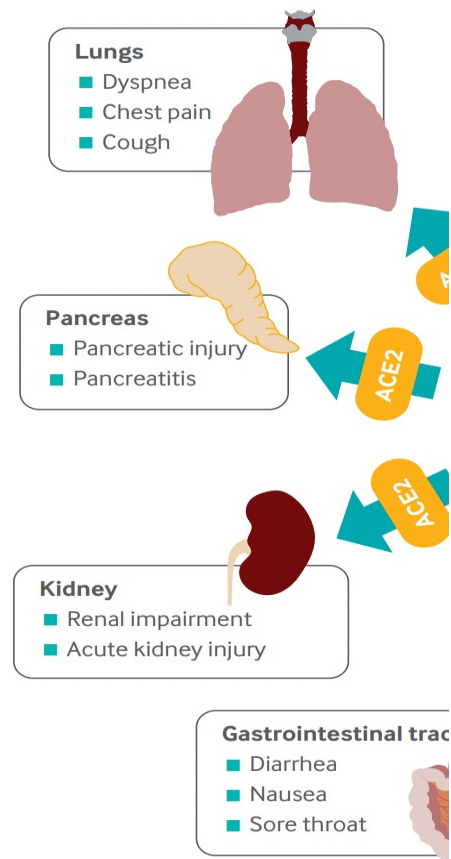 Lungs
Dyspnea
Chest pain
Cough
Pancreas
Pancreatic injury
Pancreatitis
ACE2
ACE2
Kidney
Renal impairment
Acute kidney injury
Gastrointestinal
Diarrhea
Nausea
Sore throat